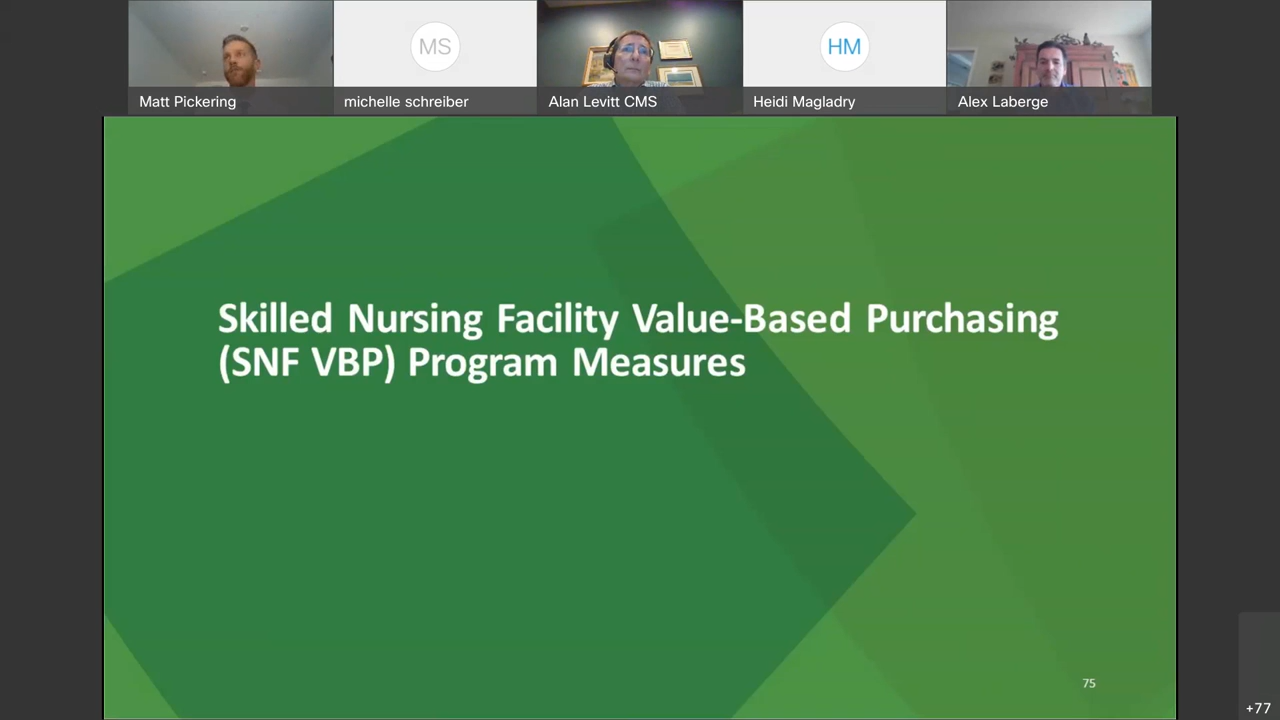 MS
HM
Matt Pickering
michelle schreiber
Alan Levitt CMS
Heidi Magladry
Alex Laberge
Skilled Nursing Facility Value-Based Purchasing
(SNF VBP) Program Measures
75
+77